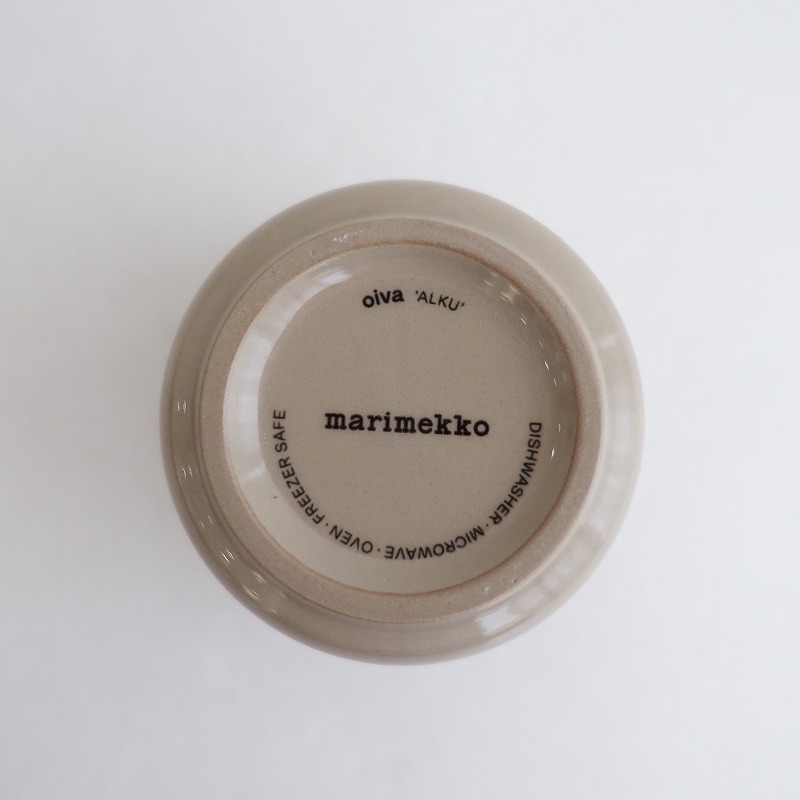 oiva 'ALKU'
marimekko
DISHWASHER · MICROWAVE · OVEN · FREEZER SAFE